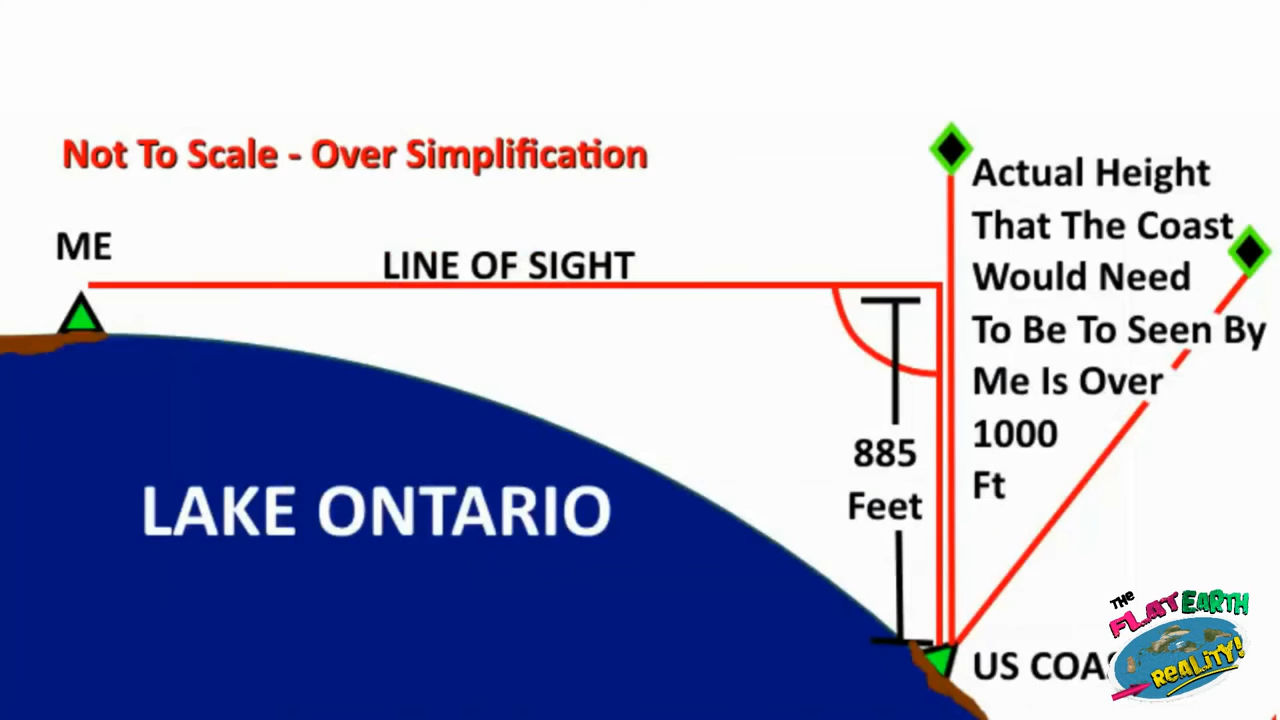 Not To Scale - Over Simplification
ME
LINE OF SIGHT
Actual Height
That The Coast
Would Need
To Be To Seen By
Me Is Over
1000
Ft
885
Feet
LAKE ONTARIO
US
THE
FLAT EARTH
REALITY!